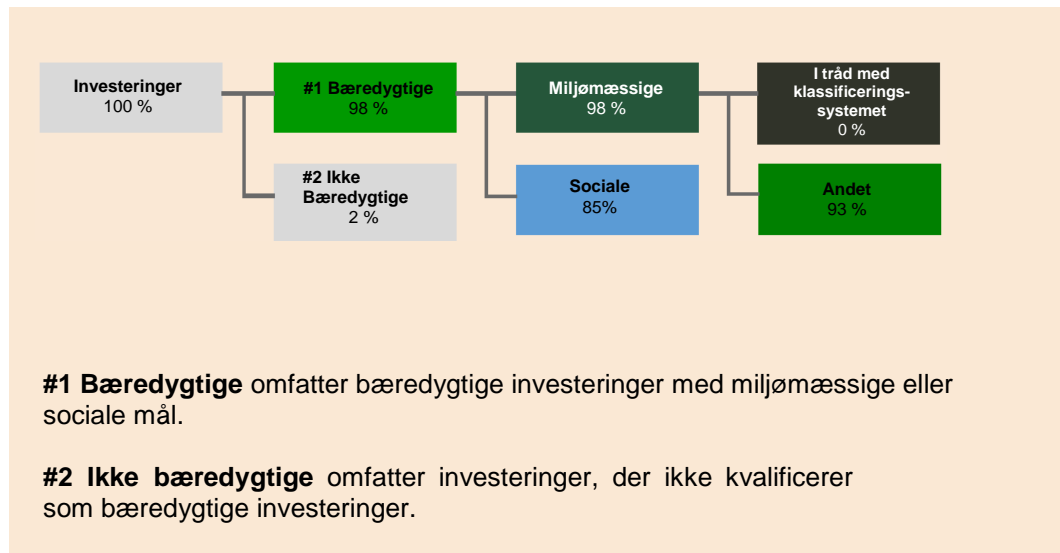 Investeringer
100 %
#1 Bæredygtige
98 %
Miljømæssige
98 %
I tråd med
klassificerings-
systemet
0 %
#2 Ikke
Bæredygtige
2 %
Sociale
85%
Andet
93 %
#1 Bæredygtige omfatter bæredygtige investeringer med miljømæssige eller
sociale mål.
#2 Ikke bæredygtige omfatter investeringer, der ikke kvalificerer
som bæredygtige investeringer.